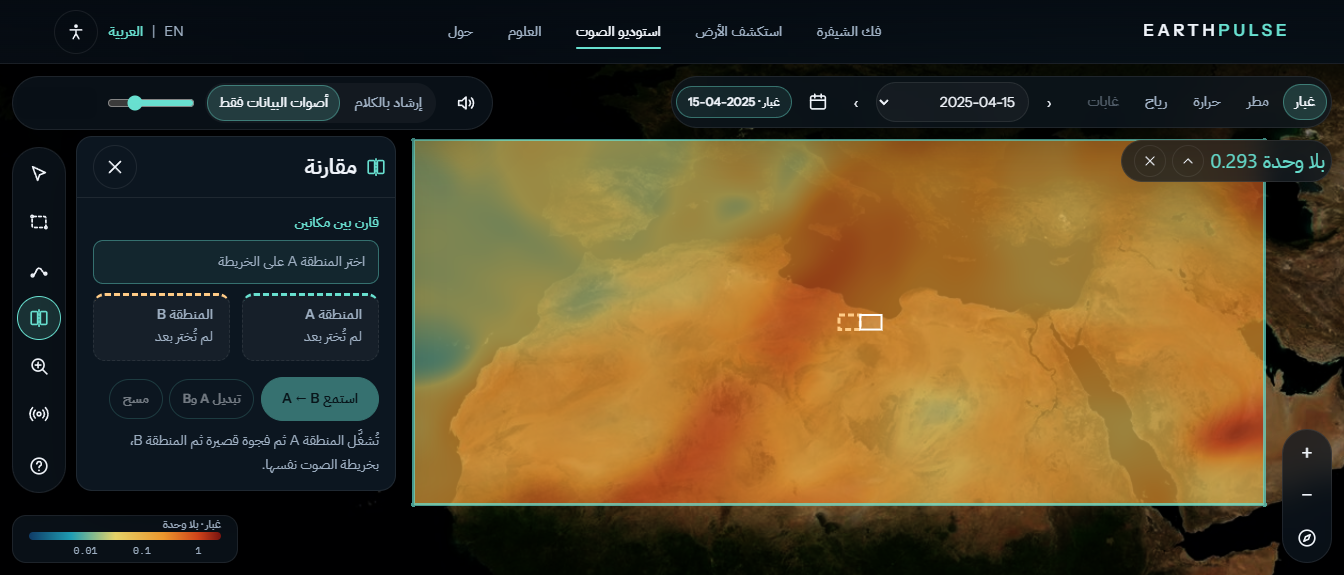 EARTHPULSE
فك الشيفرة
استكشف الأرض
استوديو الصوت
العلوم
حول
EN | العربية
غبار
مطر
حرارة
رياح
غابات
2025-04-15
غبار · 2025-04-15
إرشاد بالكلام
أصوات البيانات فقط
0.293 بلا وحدة
مقارنة
قارن بين مكانين
اختر المنطقة A على الخريطة
المنطقة A
لم تُختر بعد
المنطقة B
لم تُختر بعد
استمع A ← B
تبديل A وB
مسح
تُشغَّل المنطقة A ثم فجوة قصيرة ثم المنطقة B،
بخريطة الصوت نفسها.
غبار · بلا وحدة
0.01 0.1 1